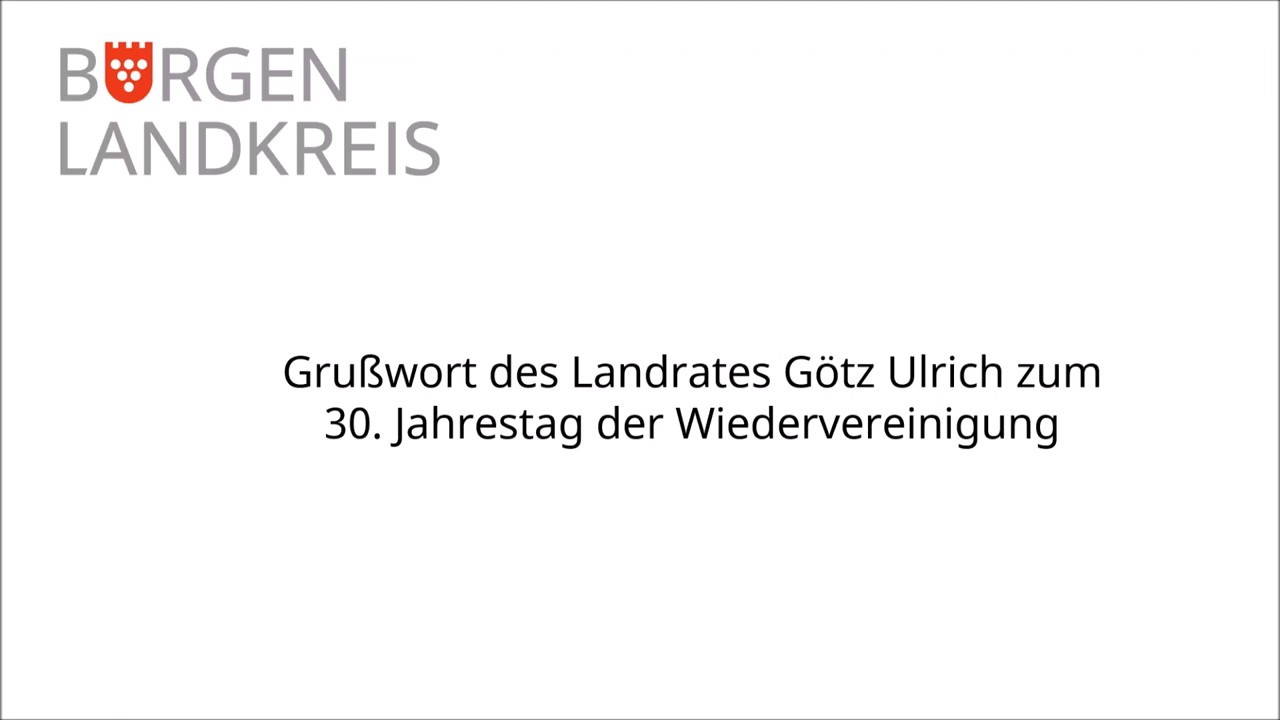 BURGEN
LANDKREIS
Grußwort des Landrates Götz Ulrich zum
30. Jahrestag der Wiedervereinigung